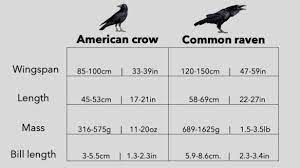 American crow Common raven
Wingspan 85-100cm | 33-39in 120-150cm | 47-59in
Length 45-53cm | 17-21in 58-69cm | 22-27in
Mass 316-575g | 11-20oz 689-1625g | 1.5-3.5lb
Bill length 3-5.5cm | 1.3-2.3in 5.9-8.6cm. | 2.3-3.4in